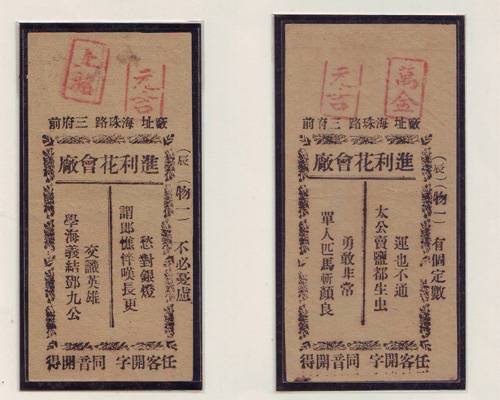 元吉
廠址 海珠路 三府前
進利花會廠
(辰)(物一) 不必憂慮
愁對銀燈
謂郎憔伴嘆長更
交識英雄
學海義結鄧九公
任客開字 同音開得
萬金
元吉
廠址 海珠路 三府前
進利花會廠
(辰)(物一) 有個定數
運也不通
太公賣鹽都生虫
勇敢非常
單人匹馬斬顏良
任客開字 同音開得